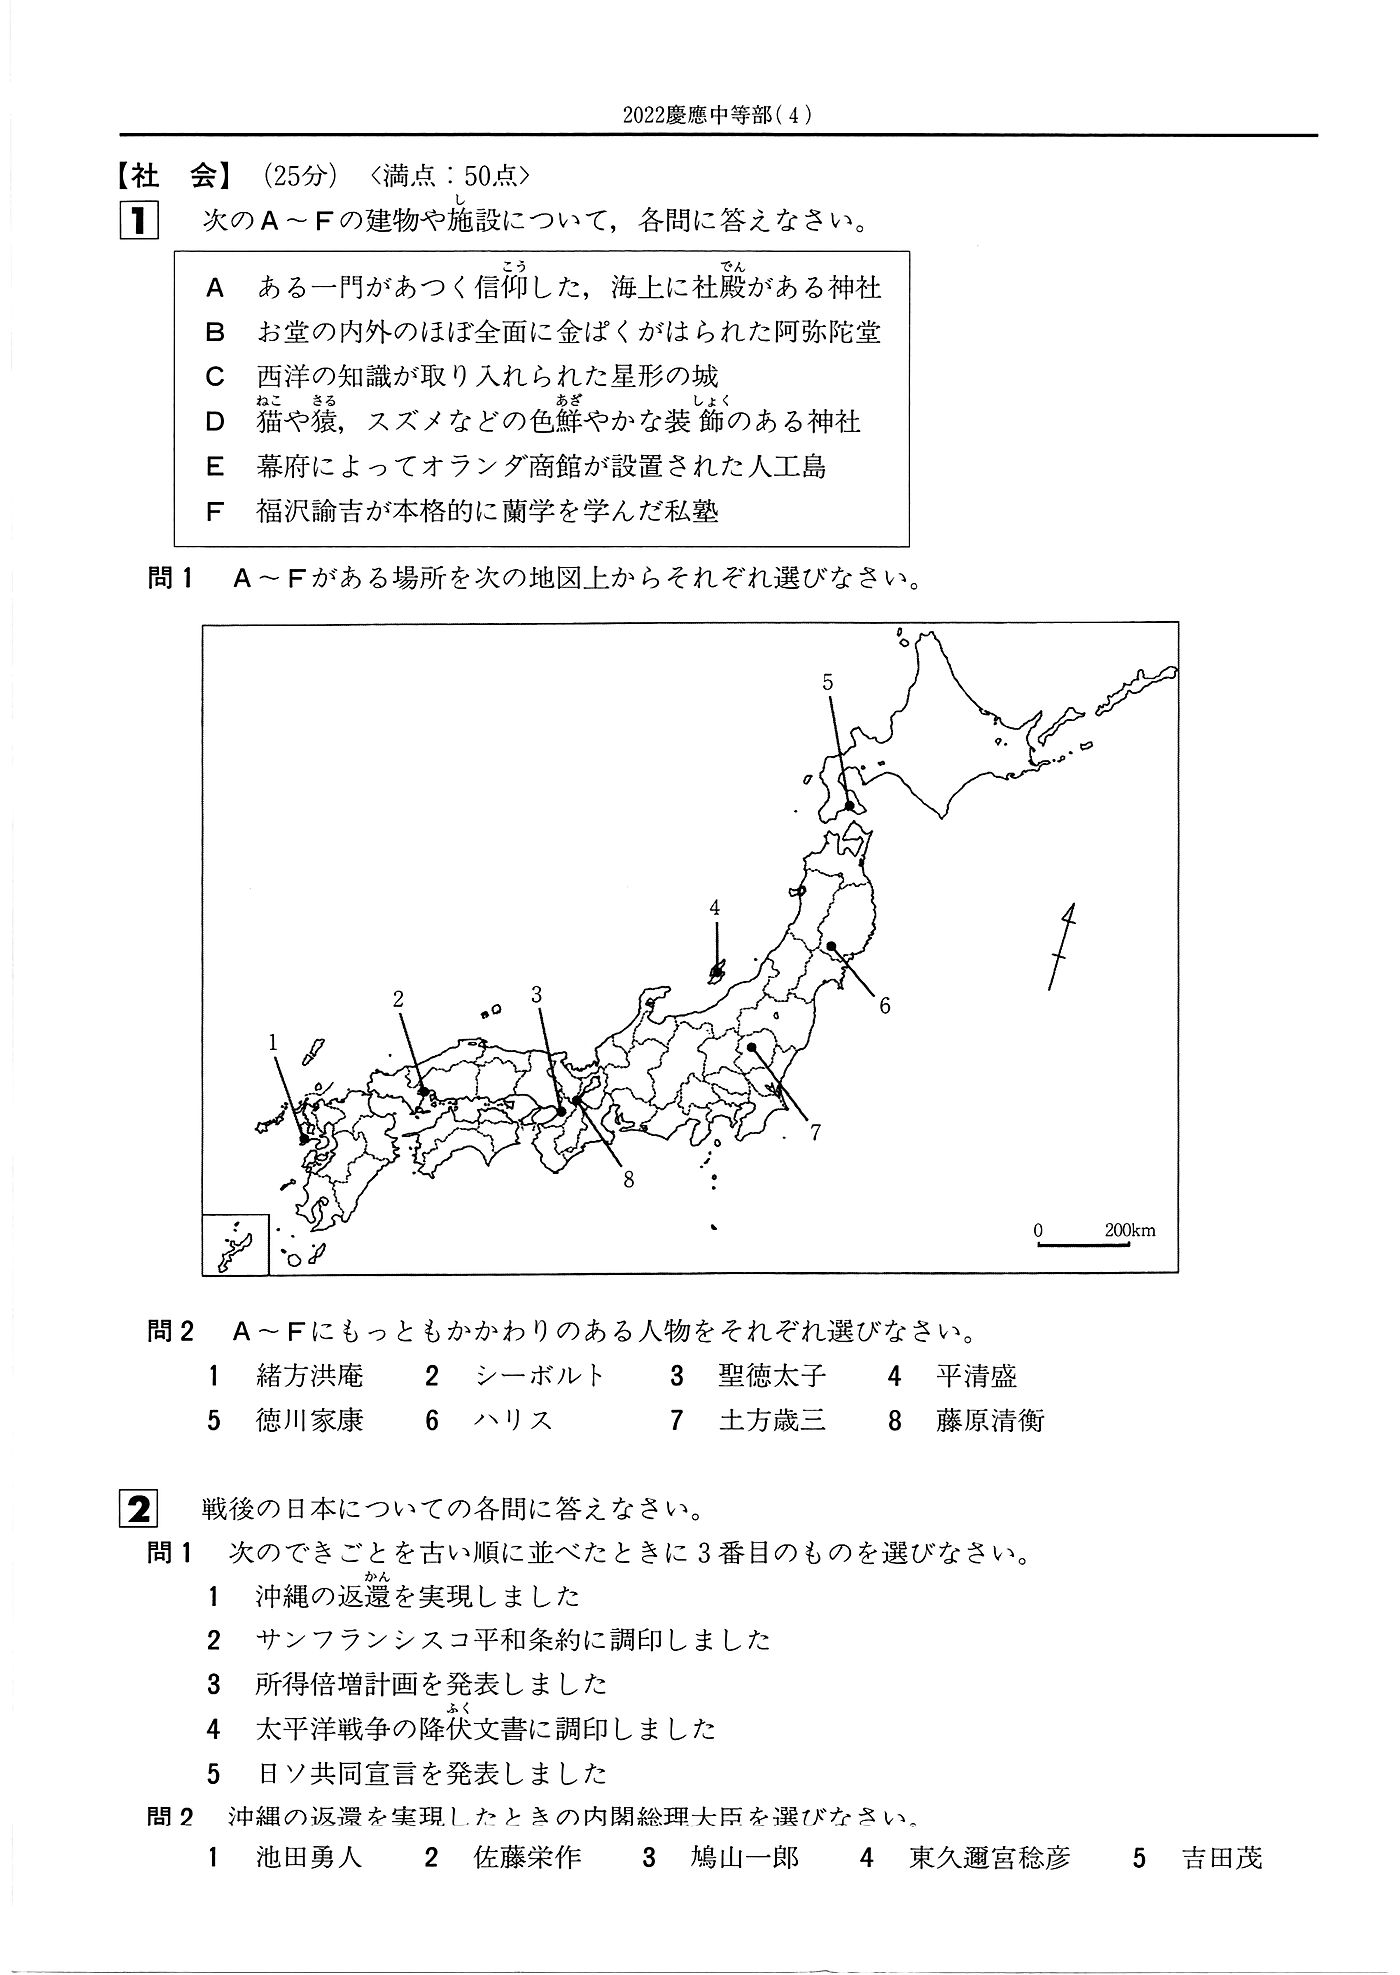 2022慶應中等部(4)
【社 会】 (25分) 〈満点:50点〉
1 次のA～Fの建物や施設について，各問に答えなさい。
A ある一門があつく信仰した，海上に社殿がある神社
B お堂の内外のほぼ全面に金ぱくがはられた阿弥陀堂
C 西洋の知識が取り入れられた星形の城
D 猫や猿，スズメなどの色鮮やかな装飾のある神社
E 幕府によってオランダ商館が設置された人工島
F 福沢諭吉が本格的に蘭学を学んだ私塾
問1 A～Fがある場所を次の地図上からそれぞれ選びなさい。
5
4
6
2
3
1
7
8
0 200km
問2 A～Fにもっともかかわりのある人物をそれぞれ選びなさい。
1 緒方洪庵 2 シーボルト 3 聖徳太子 4 平清盛
5 徳川家康 6 ハリス 7 土方歳三 8 藤原清衡
2 戦後の日本についての各問に答えなさい。
問1 次のできごとを古い順に並べたときに3番目のものを選びなさい。
1 沖縄の返還を実現しました
2 サンフランシスコ平和条約に調印しました
3 所得倍増計画を発表しました
4 太平洋戦争の降伏文書に調印しました
5 日ソ共同宣言を発表しました
問2 沖縄の返還を実現したときの内閣総理大臣を選びなさい。
1 池田勇人 2 佐藤栄作 3 鳩山一郎 4 東久邇宮稔彦 5 吉田茂